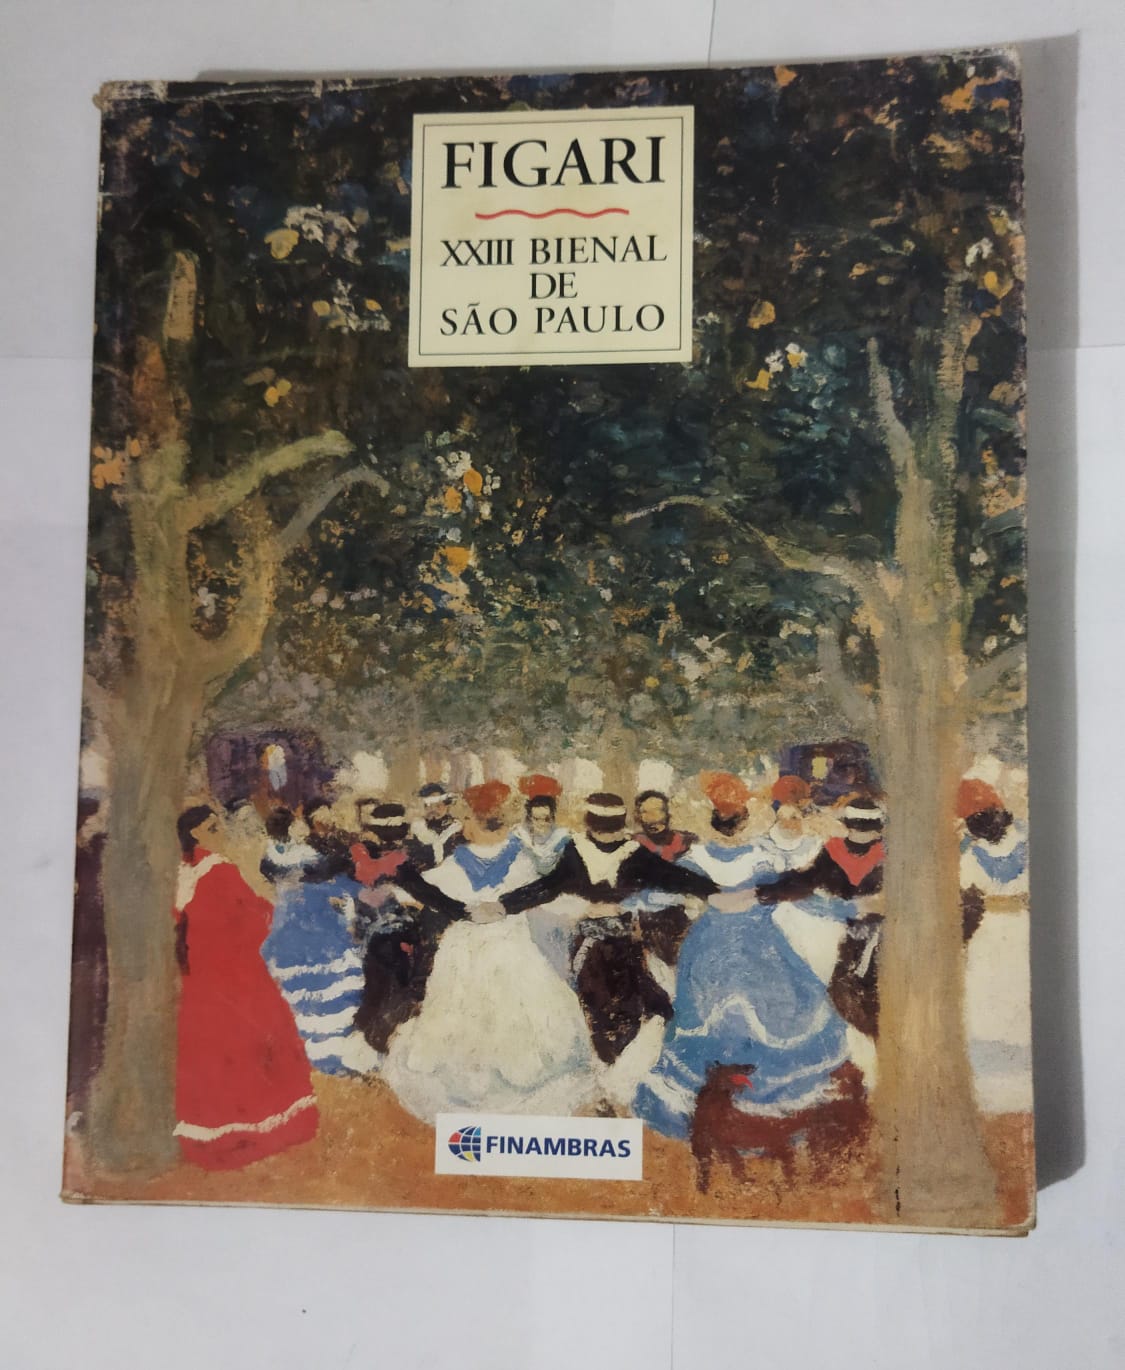 FIGARI
XXIII BIENAL
DE
SÃO PAULO
FINAMBRAS